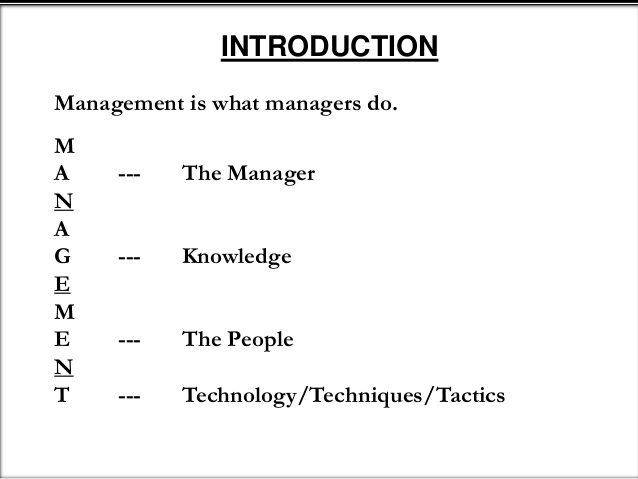 INTRODUCTION
Management is what managers do.
M
A --- The Manager
N
A
G --- Knowledge
E
M
E --- The People
N
T --- Technology/Techniques/Tactics